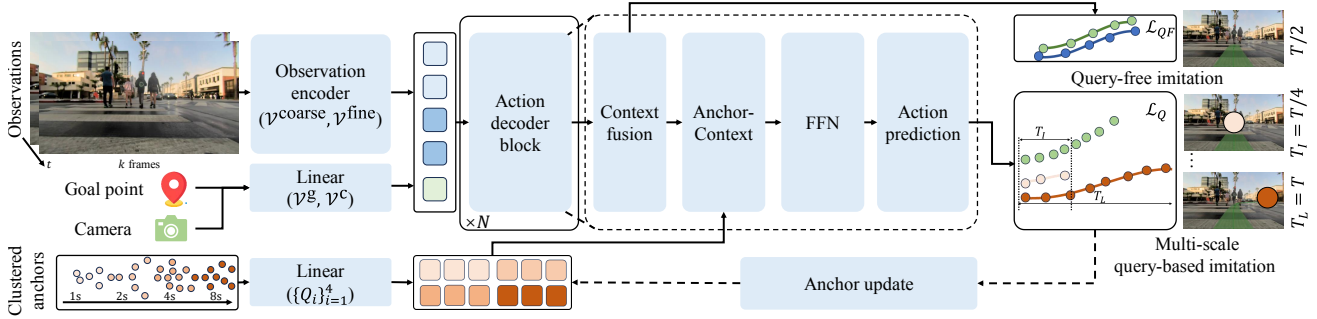 Observations
t
k frames
Goal point
Camera
Clustered
anchors
1s 2s 4s 8s
Observation
encoder
(𝒱^coarse, 𝒱^fine)
Linear
(𝒱^g, 𝒱^c)
Linear
({Q_i}_{i=1}^4)
Action
decoder
block
×N
Context
fusion
Anchor-
Context
FFN
Action
prediction
Anchor update
ℒ_QF
Query-free imitation
T/2
ℒ_Q
T_I
T_L
T_I = T/4
⋮
T_L = T
Multi-scale
query-based imitation